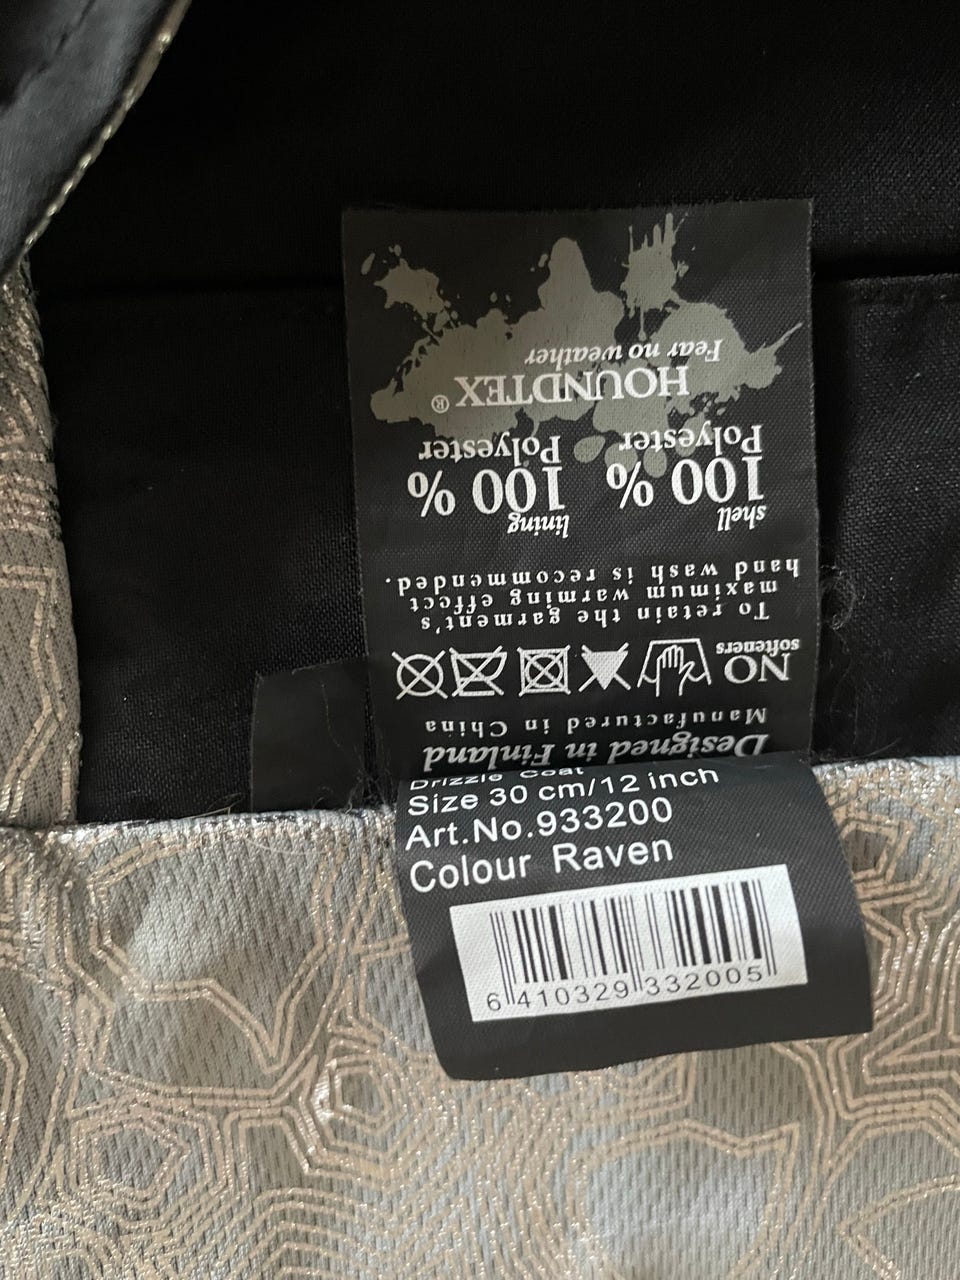 Fear no weather
HOUNDTEX ®
shell
100 %
Polyester
lining
100 %
Polyester
To retain the garment's
maximum warming effect
hand wash is recommended.
NO
softeners
Designed in Finland
Manufactured in China
Drizzle Coat
Size 30 cm/12 inch
Art.No.933200
Colour Raven
6 410329 332005